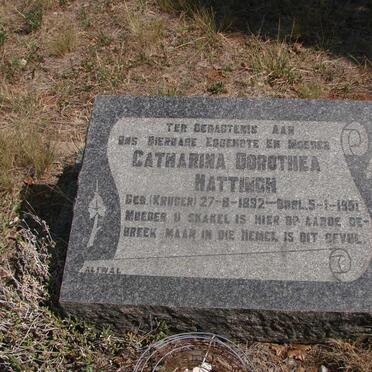 TER GEDAGTENIS AAN
ONS DIERBARE EGGENOTE EN MOEDER
CATHARINA DOROTHEA
HATTINGH
GEB.(KRUGER) 27-8-1892—OORL.5-1-1951
MOEDER U SKAKEL IS HIER OP AARDE GE-
BREEK MAAR IN DIE HEMEL IS DIT GEVUL.
ALIWAL